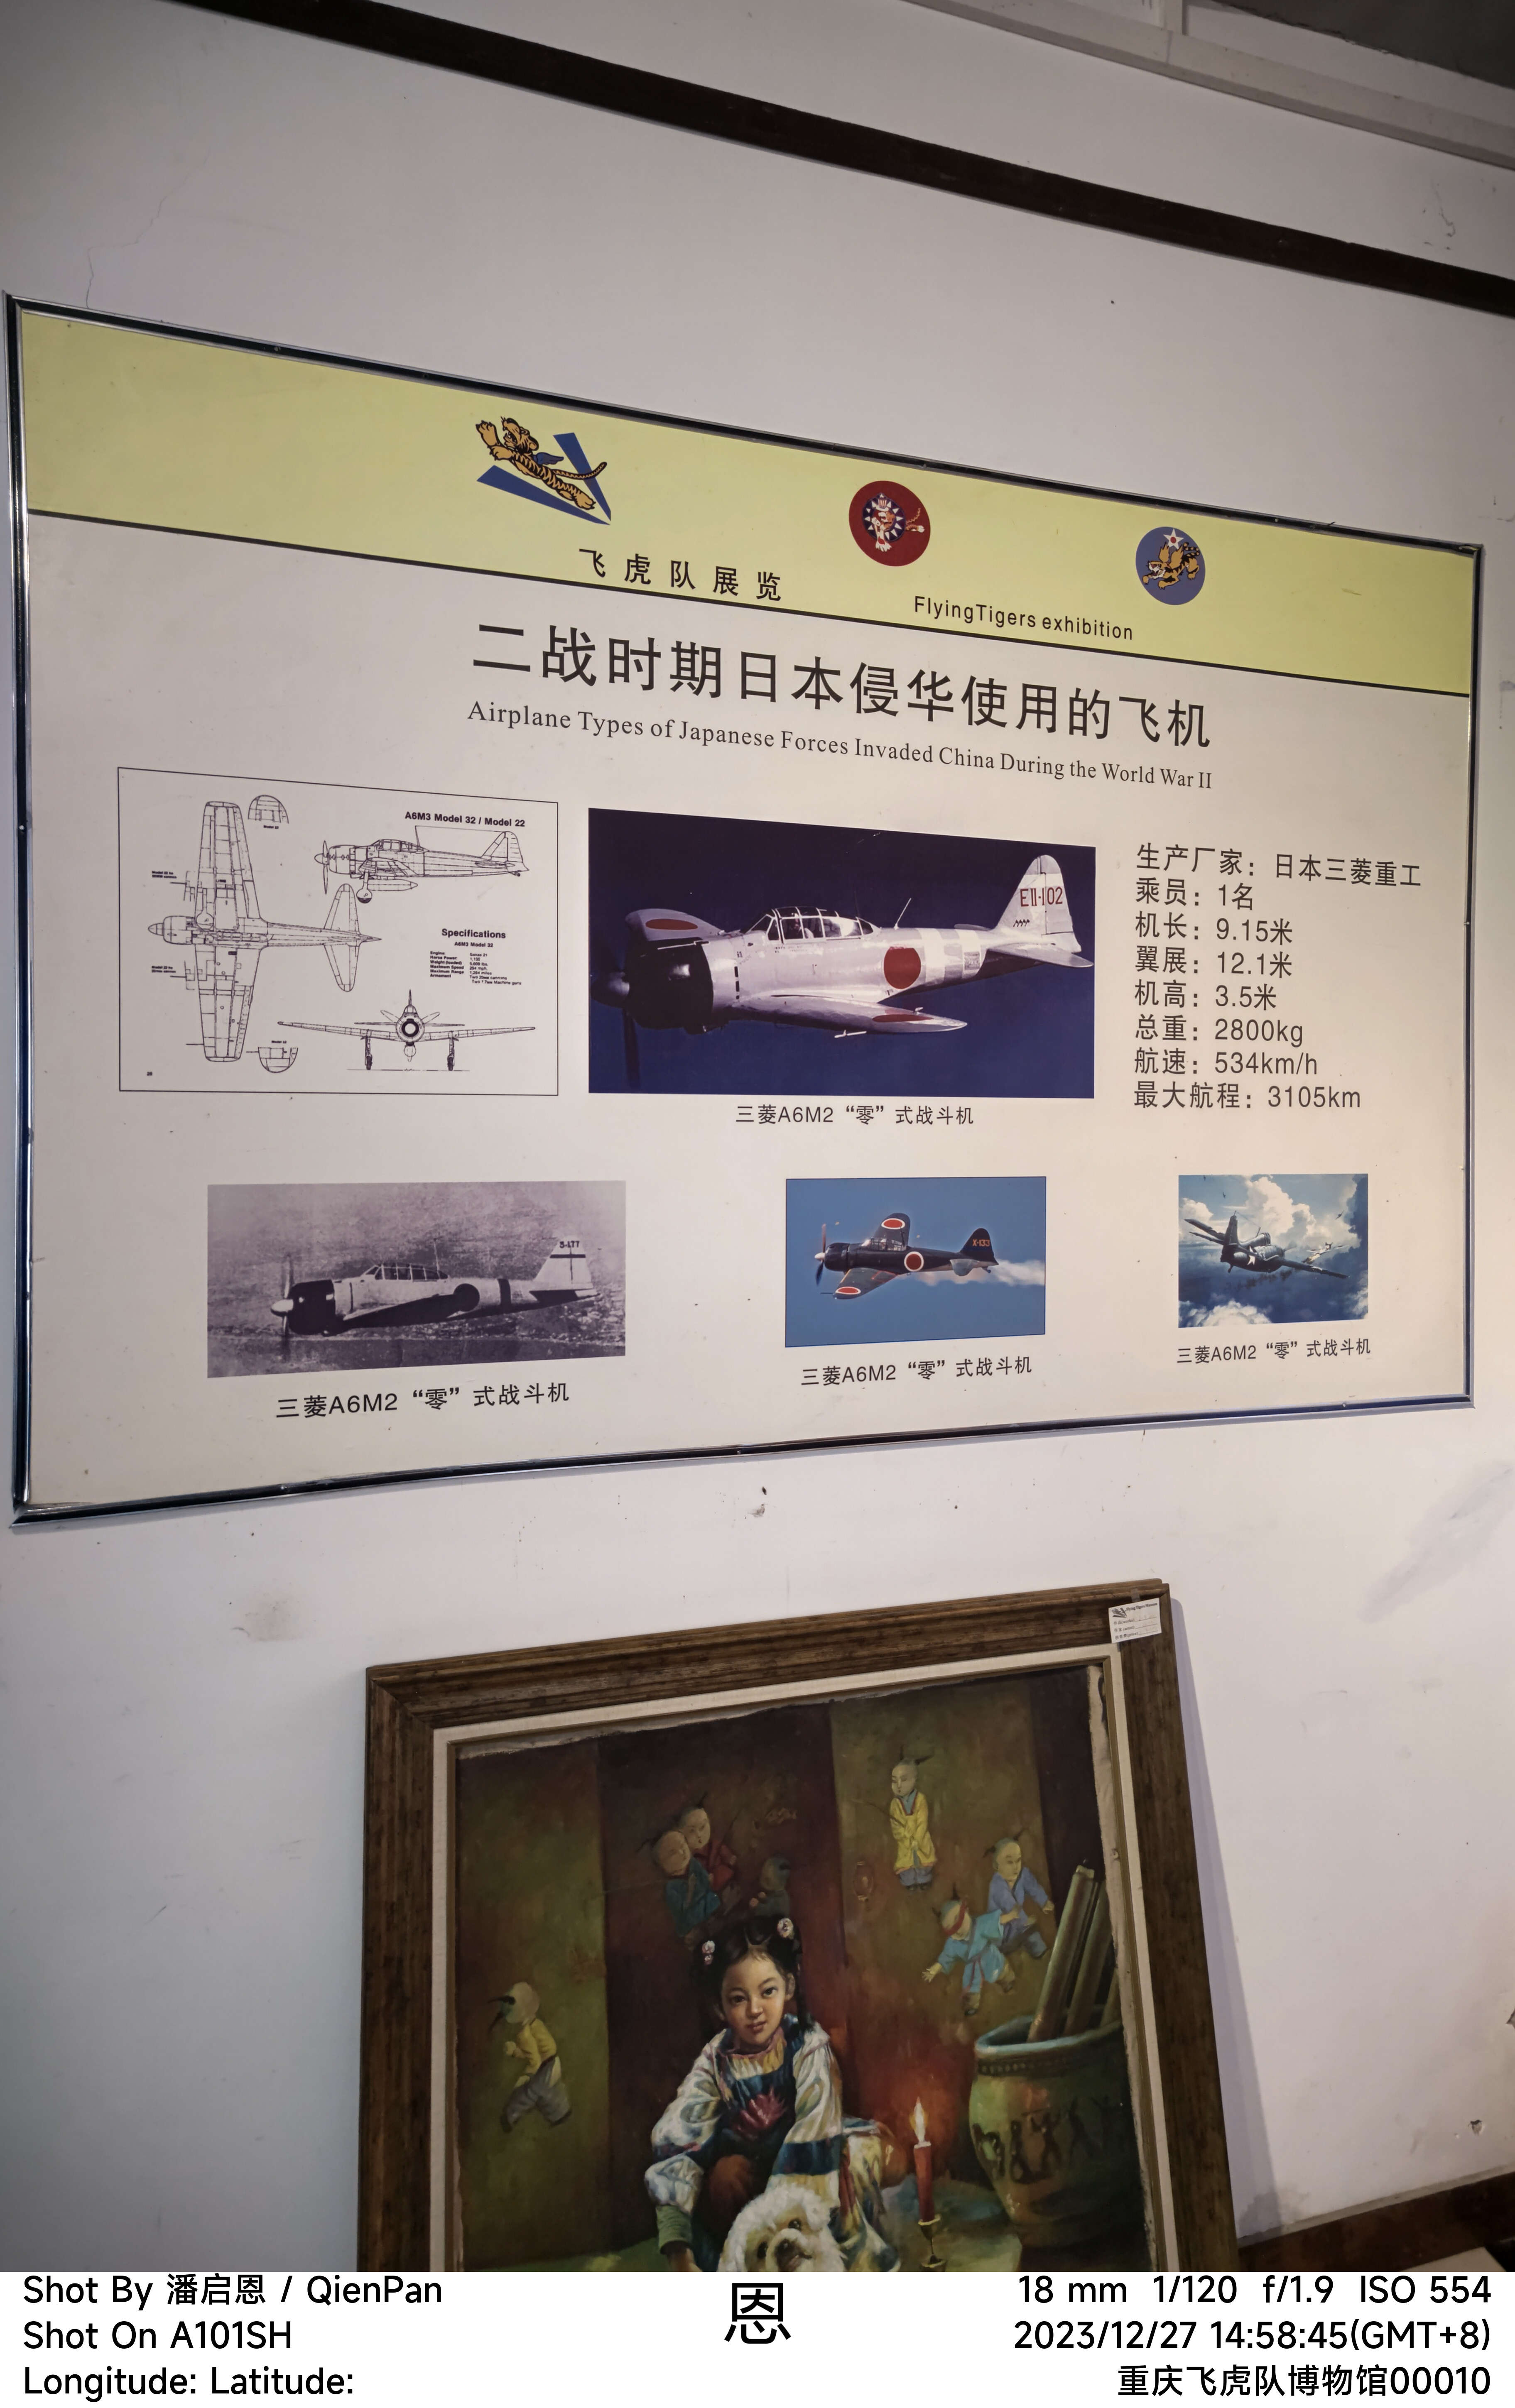 飞虎队展览
FlyingTigers exhibition
二战时期日本侵华使用的飞机
Airplane Types of Japanese Forces Invaded China During the World War II
A6M3 Model 32 / Model 22
Specifications
A6M3 Model 32
EII-102
生产厂家：日本三菱重工
乘员：1名
机长：9.15米
翼展：12.1米
机高：3.5米
总重：2800kg
航速：534km/h
最大航程：3105km
三菱A6M2 “零” 式战斗机
三菱A6M2 “零” 式战斗机
三菱A6M2 “零” 式战斗机
三菱A6M2 “零” 式战斗机
Shot By 潘启恩 / QienPan
Shot On A101SH
Longitude: Latitude:
恩
18 mm 1/120 f/1.9 ISO 554
2023/12/27 14:58:45(GMT+8)
重庆飞虎队博物馆00010